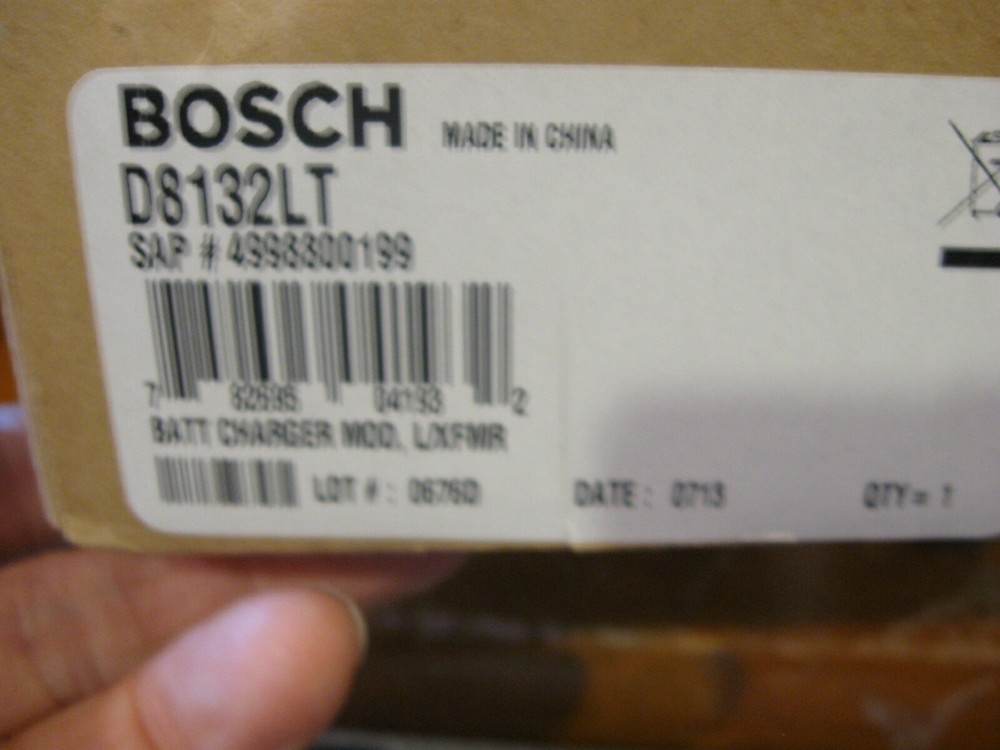 BOSCH MADE IN CHINA
D8132LT
SAP # 4998800199
7 82695 04193 2
BATT CHARGER MOD, L/XFMR
LOT # : 0676D DATE : 0713 QTY = 1